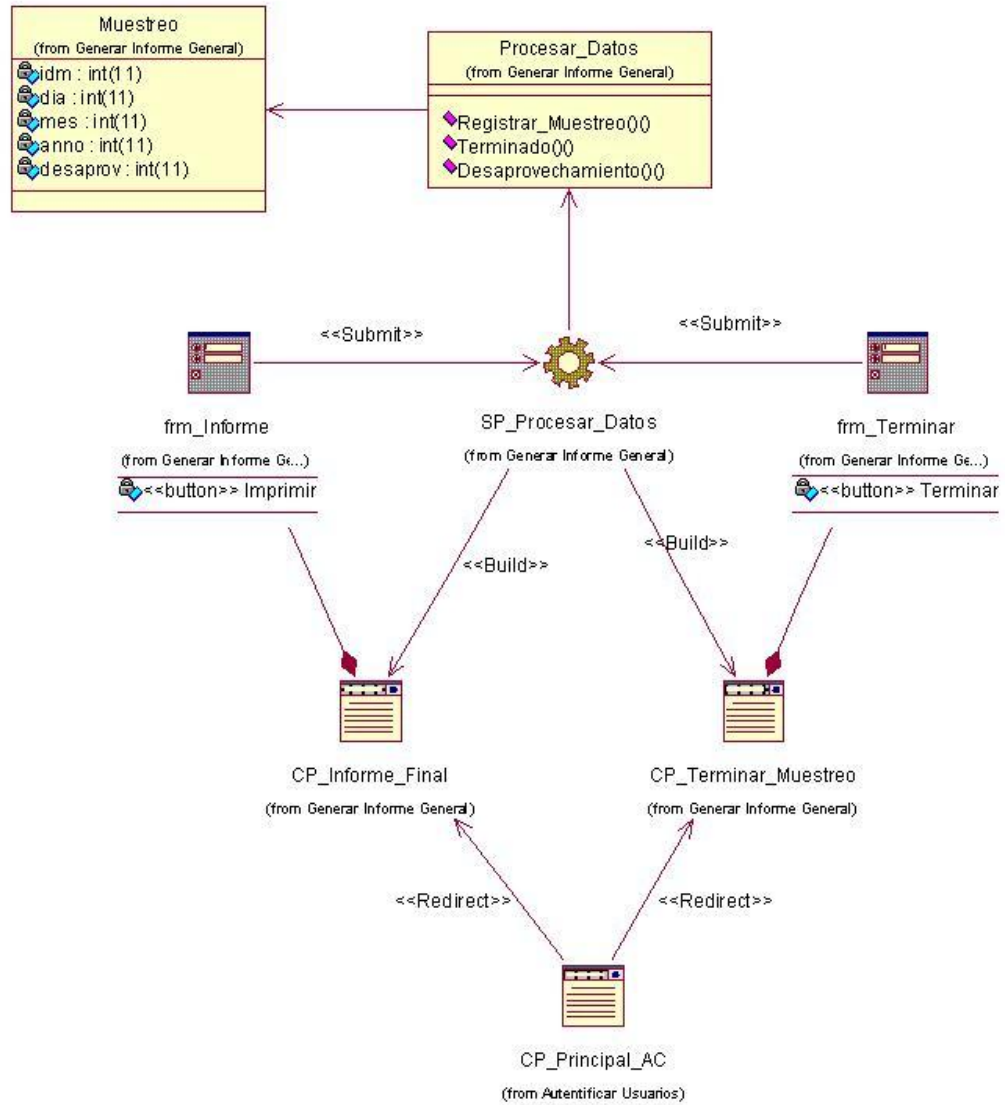 Muestreo
(from Generar Informe General)
idm : int(11)
dia : int(11)
mes : int(11)
anno : int(11)
desaprov : int(11)
Procesar_Datos
(from Generar Informe General)
Registrar_Muestreo()()
Terminado()()
Desaprovechamiento()()
<<Submit>>
<<Submit>>
frm_Informe
(from Generar Informe Ge...)
<<button>> Imprimir
SP_Procesar_Datos
(from Generar Informe General)
frm_Terminar
(from Generar Informe Ge...)
<<button>> Terminar
<<Build>>
<<Build>>
CP_Informe_Final
(from Generar Informe General)
CP_Terminar_Muestreo
(from Generar Informe General)
<<Redirect>>
<<Redirect>>
CP_Principal_AC
(from Autentificar Usuarios)